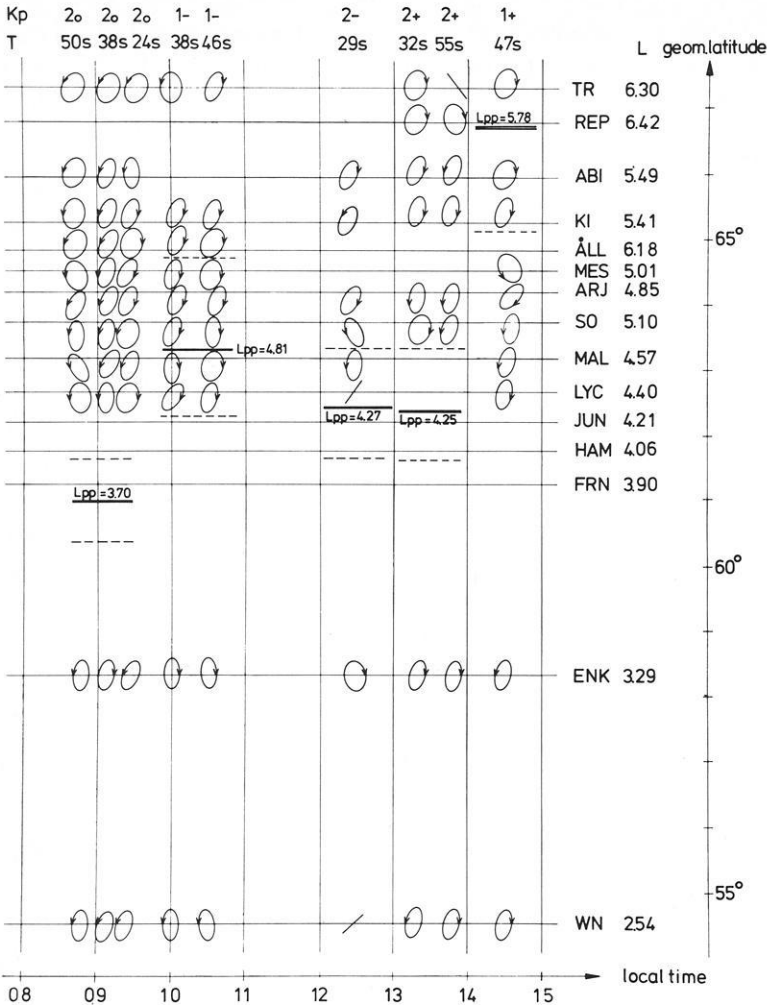 Kp 2o 2o 2o 1- 1- 2- 2+ 2+ 1+
T 50s 38s 24s 38s 46s 29s 32s 55s 47s L geom.latitude
TR 6.30
Lpp=5.78 REP 6.42
ABI 5.49
KI 5.41
65°
ÅLL 6.18
MES 5.01
ARJ 4.85
SO 5.10
Lpp=4.81
MAL 4.57
LYC 4.40
Lpp=4.27 Lpp=4.25 JUN 4.21
HAM 4.06
FRN 3.90
Lpp=3.70
60°
ENK 3.29
55°
WN 2.54
local time
08 09 10 11 12 13 14 15